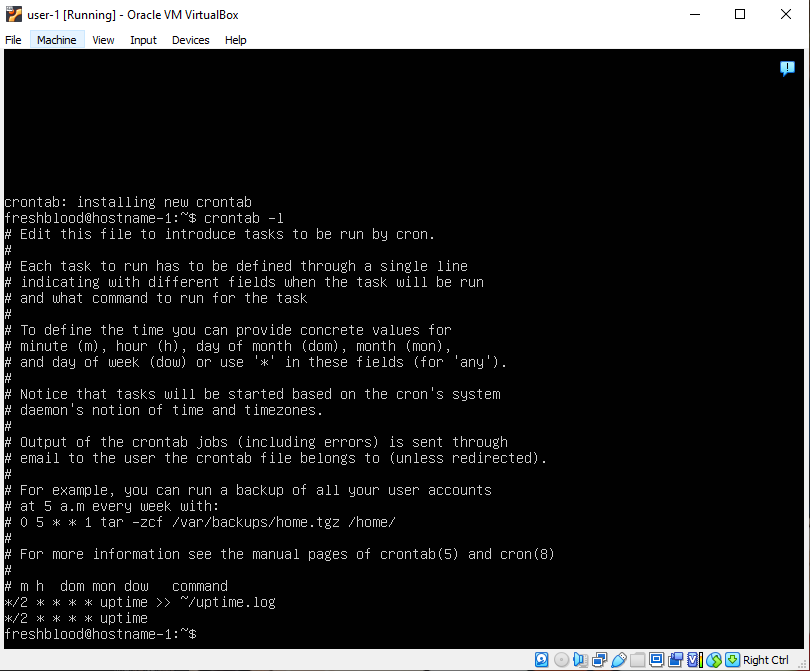 user-1 [Running] - Oracle VM VirtualBox
File Machine View Input Devices Help
crontab: installing new crontab
freshblood@hostname-1:~$ crontab -l
# Edit this file to introduce tasks to be run by cron.
#
# Each task to run has to be defined through a single line
# indicating with different fields when the task will be run
# and what command to run for the task
#
# To define the time you can provide concrete values for
# minute (m), hour (h), day of month (dom), month (mon),
# and day of week (dow) or use '*' in these fields (for 'any').
#
# Notice that tasks will be started based on the cron's system
# daemon's notion of time and timezones.
#
# Output of the crontab jobs (including errors) is sent through
# email to the user the crontab file belongs to (unless redirected).
#
# For example, you can run a backup of all your user accounts
# at 5 a.m every week with:
# 0 5 * * 1 tar -zcf /var/backups/home.tgz /home/
#
# For more information see the manual pages of crontab(5) and cron(8)
#
# m h  dom mon dow   command
*/2 * * * * uptime >> ~/uptime.log
*/2 * * * * uptime
freshblood@hostname-1:~$
Right Ctrl